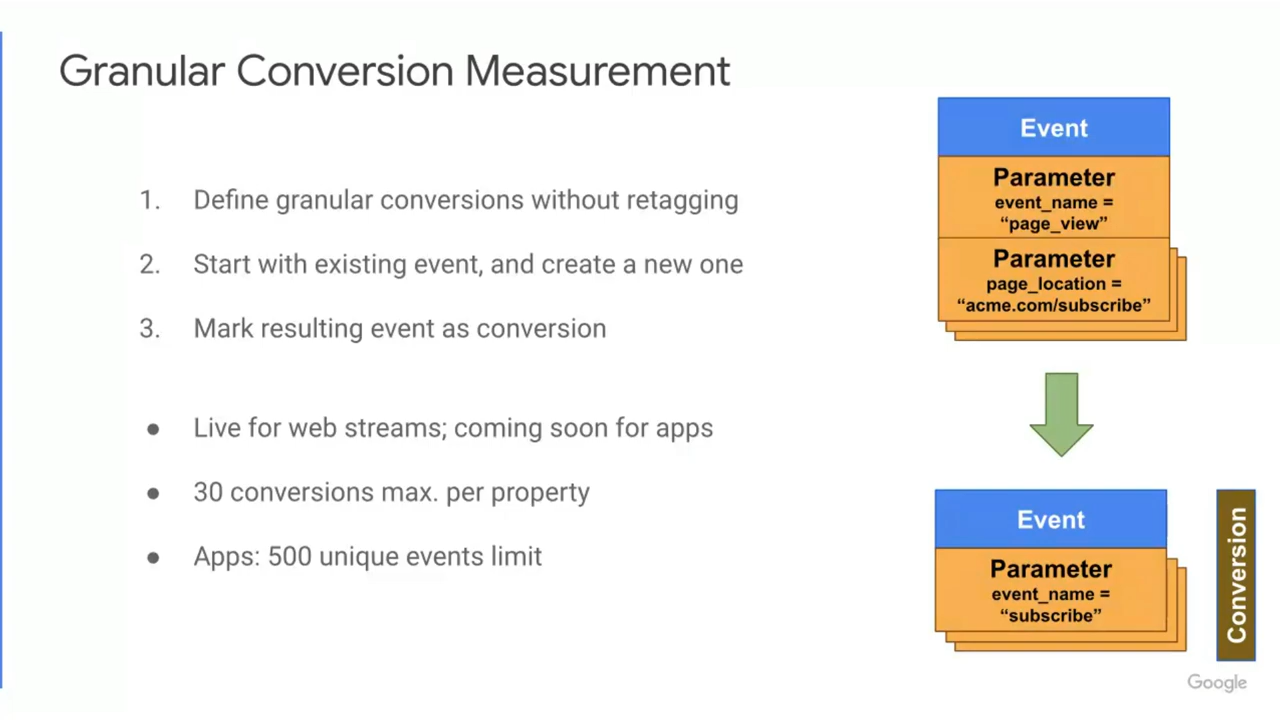 Granular Conversion Measurement
1. Define granular conversions without retagging
2. Start with existing event, and create a new one
3. Mark resulting event as conversion
● Live for web streams; coming soon for apps
● 30 conversions max. per property
● Apps: 500 unique events limit
Event
Parameter
event_name =
“page_view”
Parameter
page_location =
“acme.com/subscribe”
Event
Parameter
event_name =
“subscribe”
Conversion
Google